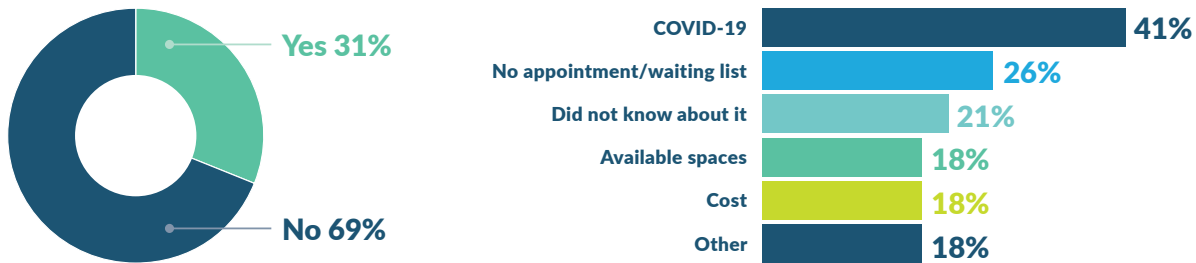 Yes 31%
No 69%
COVID-19 41%
No appointment/waiting list 26%
Did not know about it 21%
Available spaces 18%
Cost 18%
Other 18%